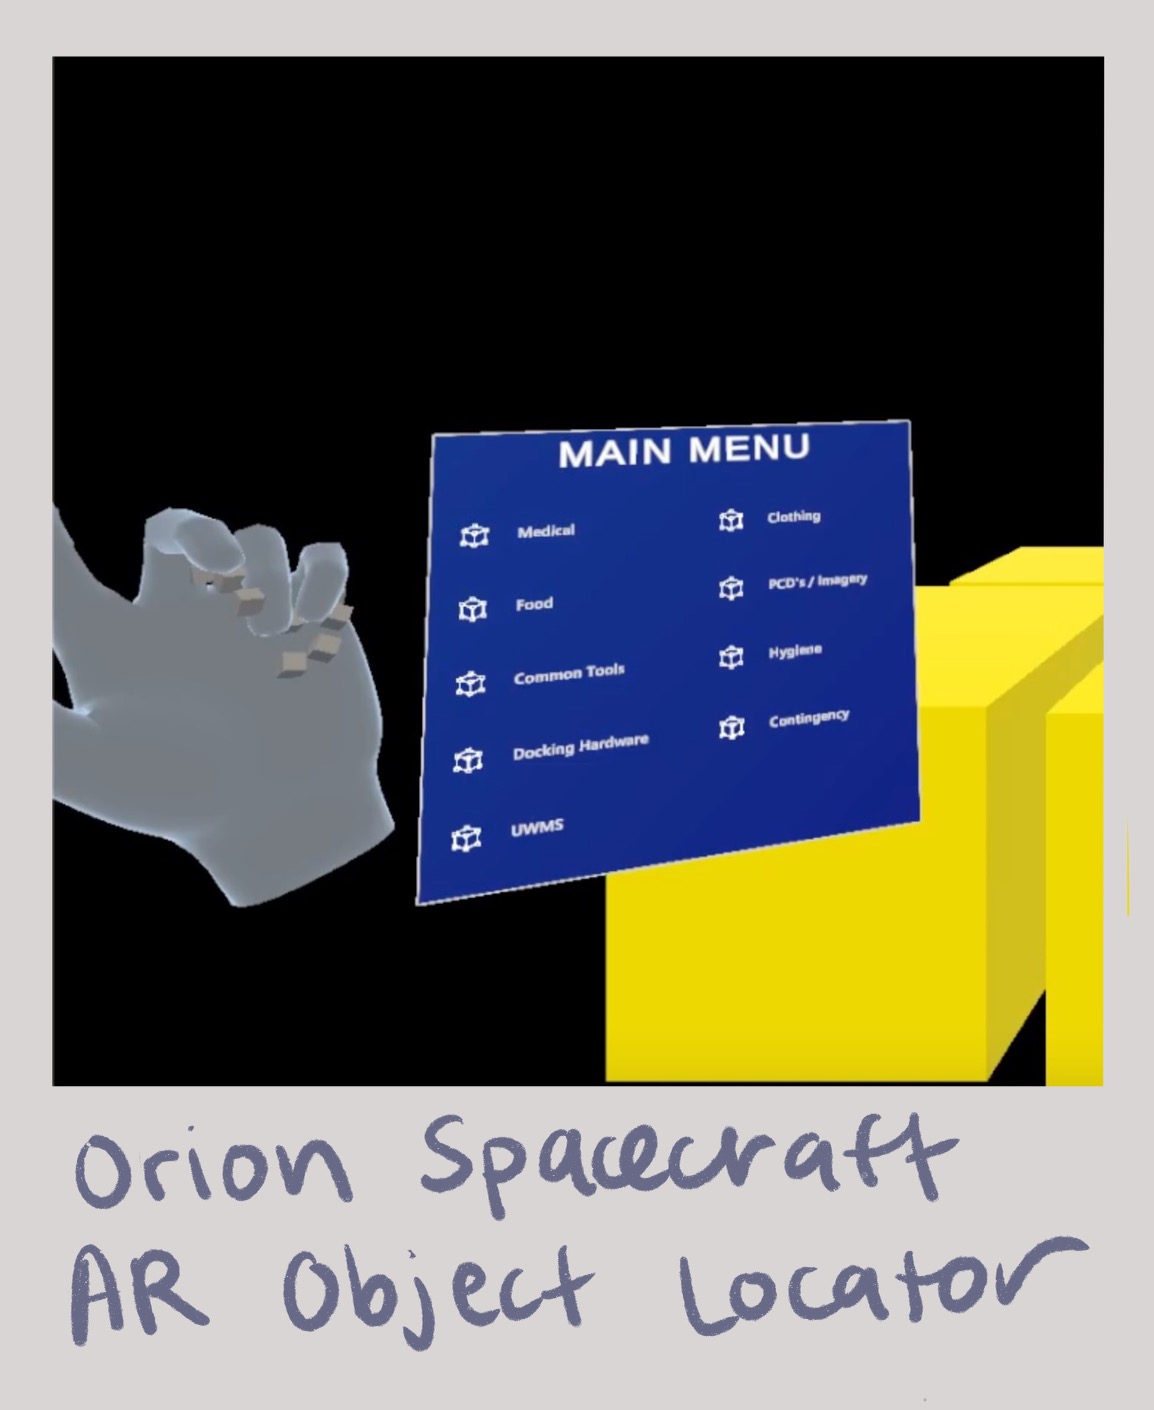 MAIN MENU
Medical
Food
Common Tools
Docking Hardware
UWMS
Clothing
PCD's / Imagery
Hygiene
Contingency
Orion Spacecraft
AR Object Locator